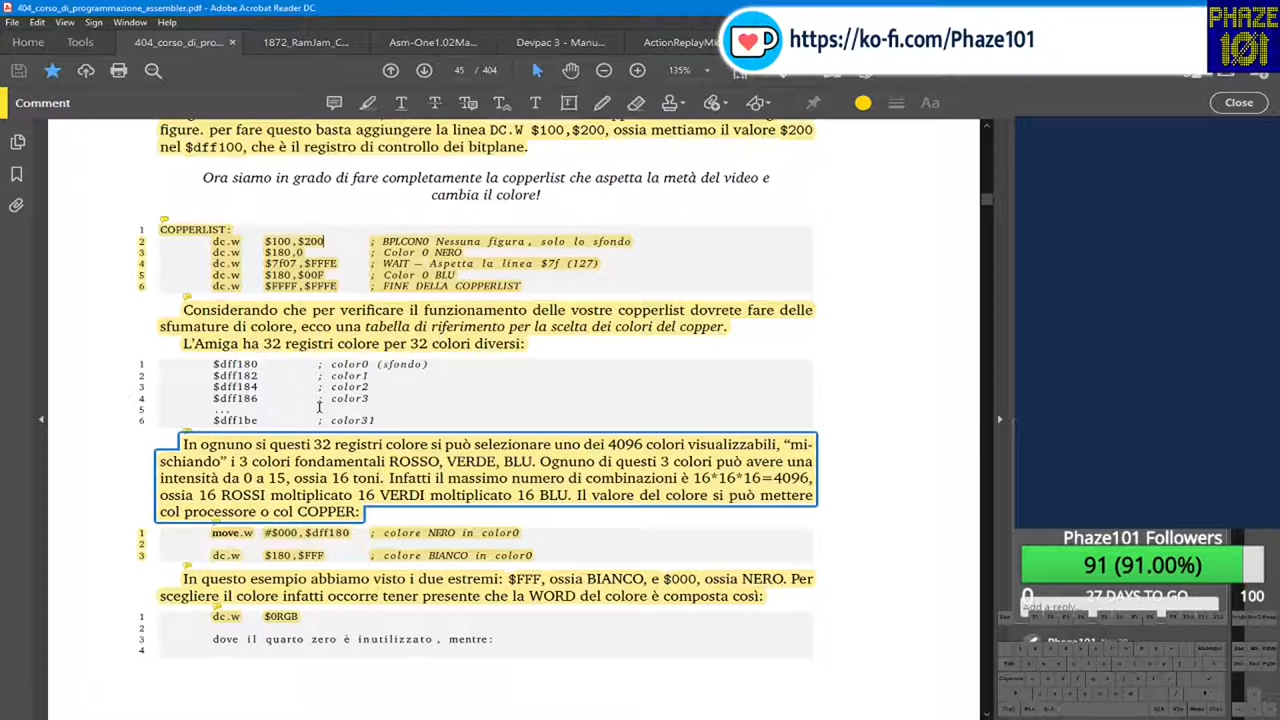 404_corso_di_programmazione_assembler.pdf - Adobe Acrobat Reader DC
File Edit View Sign Window Help
Home Tools 404_corso_di_pro... × 1872_RamJam_C... Asm-One1.02Ma... Devpac 3 - Manu... ActionReplayMk
https://ko-fi.com/Phaze101
PHAZE
101
45 / 404 135%
Comment
Aa
Close
figure. per fare questo basta aggiungere la linea DC.W $100,$200, ossia mettiamo il valore $200
nel $dff100, che è il registro di controllo dei bitplane.
Ora siamo in grado di fare completamente la copperlist che aspetta la metà del video e
cambia il colore!
1 COPPERLIST:
2 dc.w $100,$200 ; BPLCON0 Nessuna figura, solo lo sfondo
3 dc.w $180,0 ; Color 0 NERO
4 dc.w $7f07,$FFFE ; WAIT – Aspetta la linea $7f (127)
5 dc.w $180,$00F ; Color 0 BLU
6 dc.w $FFFF,$FFFE ; FINE DELLA COPPERLIST
Considerando che per verificare il funzionamento delle vostre copperlist dovrete fare delle
sfumature di colore, ecco una tabella di riferimento per la scelta dei colori del copper.
L'Amiga ha 32 registri colore per 32 colori diversi:
1 $dff180 ; color0 (sfondo)
2 $dff182 ; color1
3 $dff184 ; color2
4 $dff186 ; color3
5 ...
6 $dff1be ; color31
In ognuno si questi 32 registri colore si può selezionare uno dei 4096 colori visualizzabili, “mi-
schiando” i 3 colori fondamentali ROSSO, VERDE, BLU. Ognuno di questi 3 colori può avere una
intensità da 0 a 15, ossia 16 toni. Infatti il massimo numero di combinazioni è 16*16*16=4096,
ossia 16 ROSSI moltiplicato 16 VERDI moltiplicato 16 BLU. Il valore del colore si può mettere
col processore o col COPPER:
1 move.w #$000,$dff180 ; colore NERO in color0
2
3 dc.w $180,$FFF ; colore BIANCO in color0
In questo esempio abbiamo visto i due estremi: $FFF, ossia BIANCO, e $000, ossia NERO. Per
scegliere il colore infatti occorre tener presente che la WORD del colore è composta così:
1 dc.w $0RGB
2
3 dove il quarto zero è inutilizzato, mentre:
4
Phaze101 Followers
91 (91.00%)
0 27 DAYS TO GO 100
Add a reply...